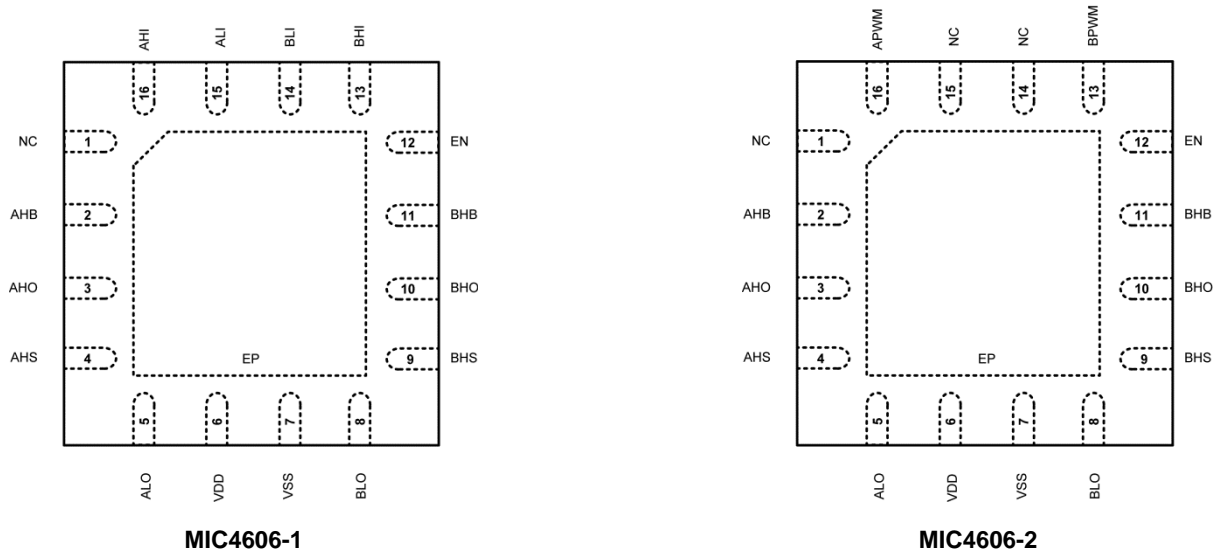 AHI ALI BLI BHI
16 15 14 13
NC 1 12 EN
AHB 2 11 BHB
AHO 3 10 BHO
AHS 4 9 BHS
EP
5 6 7 8
ALO VDD VSS BLO
MIC4606-1
APWM NC NC BPWM
16 15 14 13
NC 1 12 EN
AHB 2 11 BHB
AHO 3 10 BHO
AHS 4 9 BHS
EP
5 6 7 8
ALO VDD VSS BLO
MIC4606-2